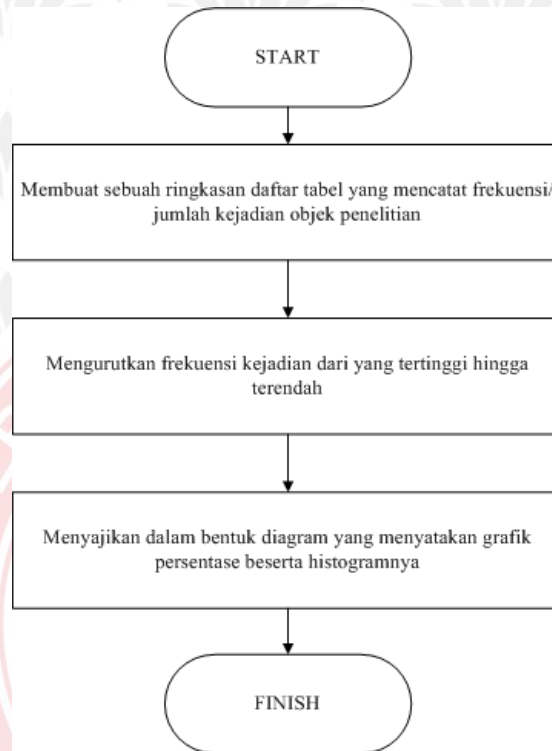 START
Membuat sebuah ringkasan daftar tabel yang mencatat frekuensi/
jumlah kejadian objek penelitian
Mengurutkan frekuensi kejadian dari yang tertinggi hingga
terendah
Menyajikan dalam bentuk diagram yang menyatakan grafik
persentase beserta histogramnya
FINISH